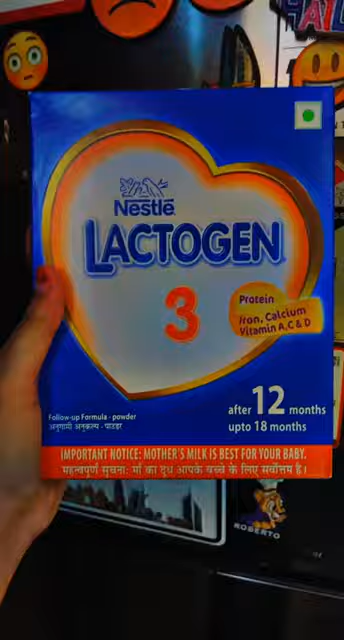 Nestlé
LACTOGEN
3
Protein
Iron, Calcium
Vitamin A, C & D
after 12 months
upto 18 months
Follow-up Formula - powder
अनुगामी अनुकल्प - पाउडर
IMPORTANT NOTICE: MOTHER'S MILK IS BEST FOR YOUR BABY.
महत्वपूर्ण सूचना: माँ का दूध आपके बच्चे के लिए सर्वोत्तम है।
ROBERTO